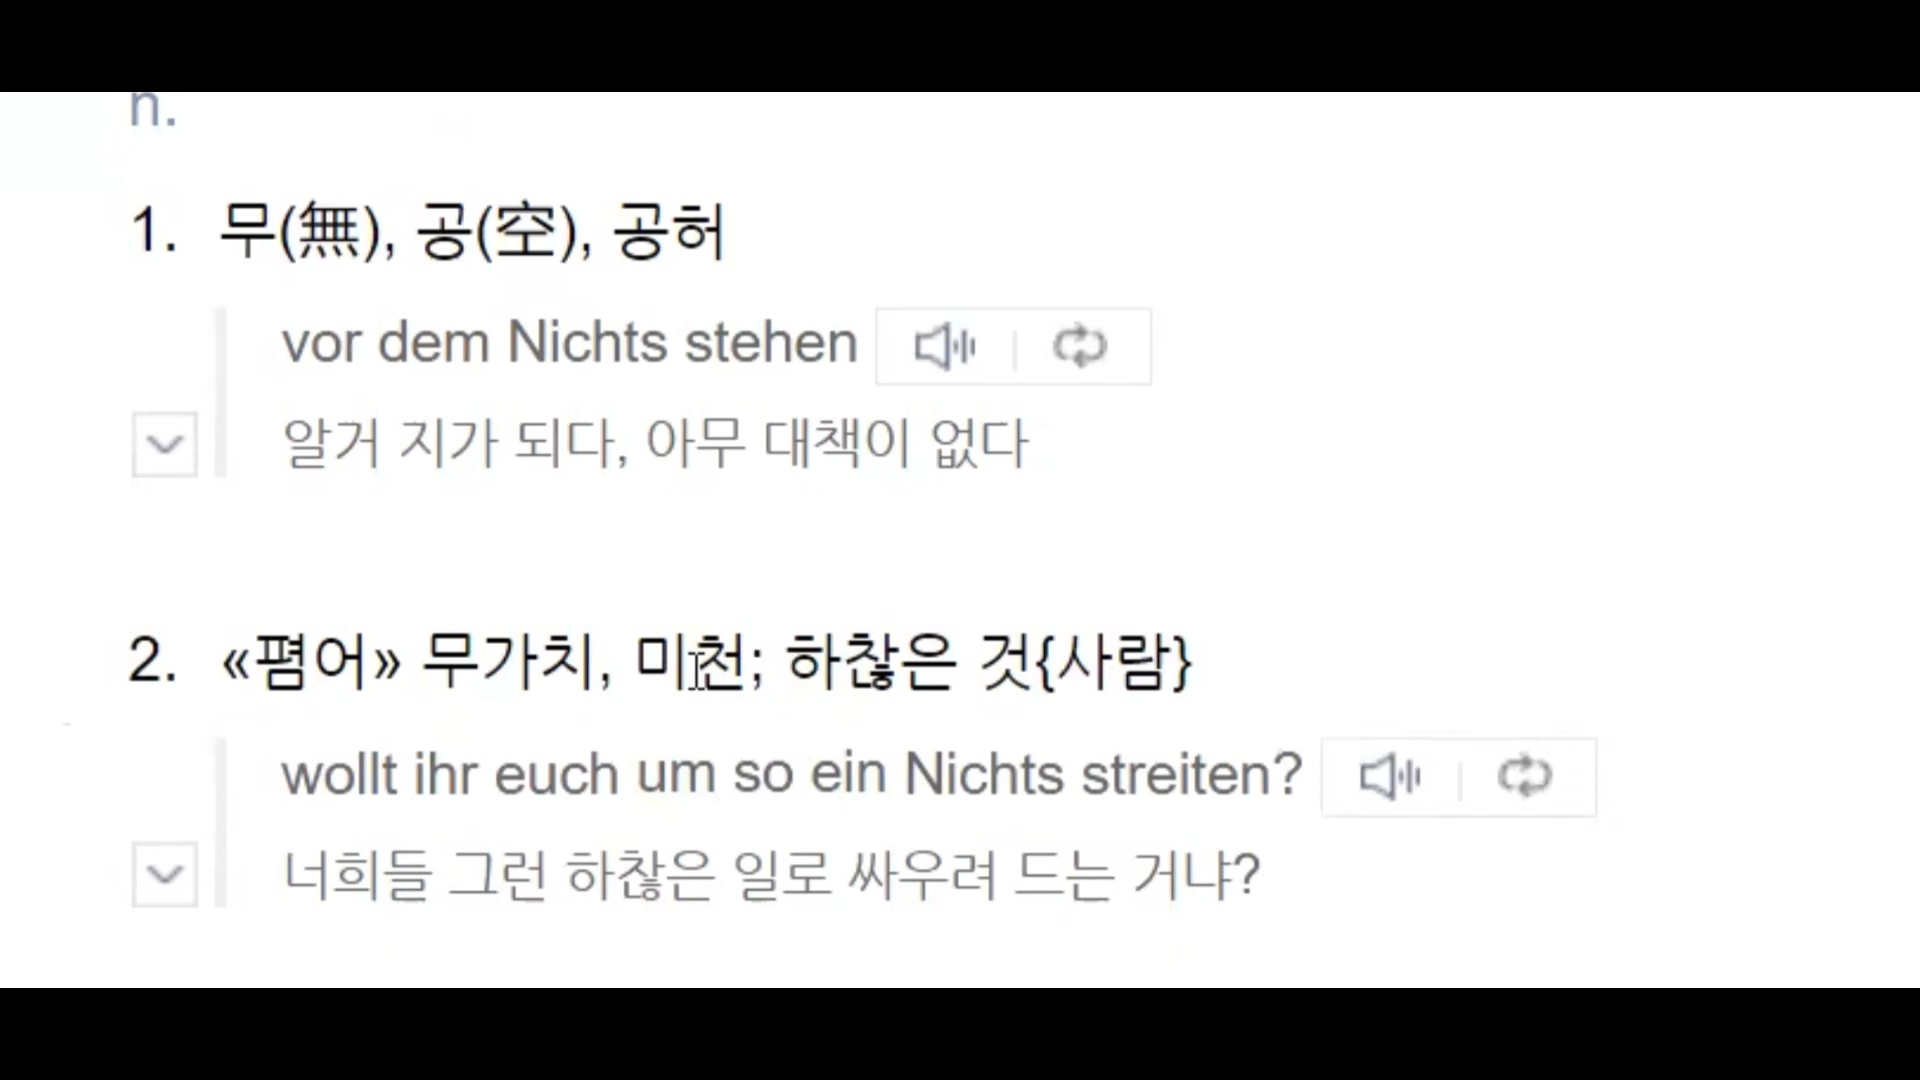 n.
1. 무(無), 공(空), 공허
vor dem Nichts stehen
알거 지가 되다, 아무 대책이 없다
2. «폄어» 무가치, 미천; 하찮은 것{사람}
wollt ihr euch um so ein Nichts streiten?
너희들 그런 하찮은 일로 싸우려 드는 거냐?